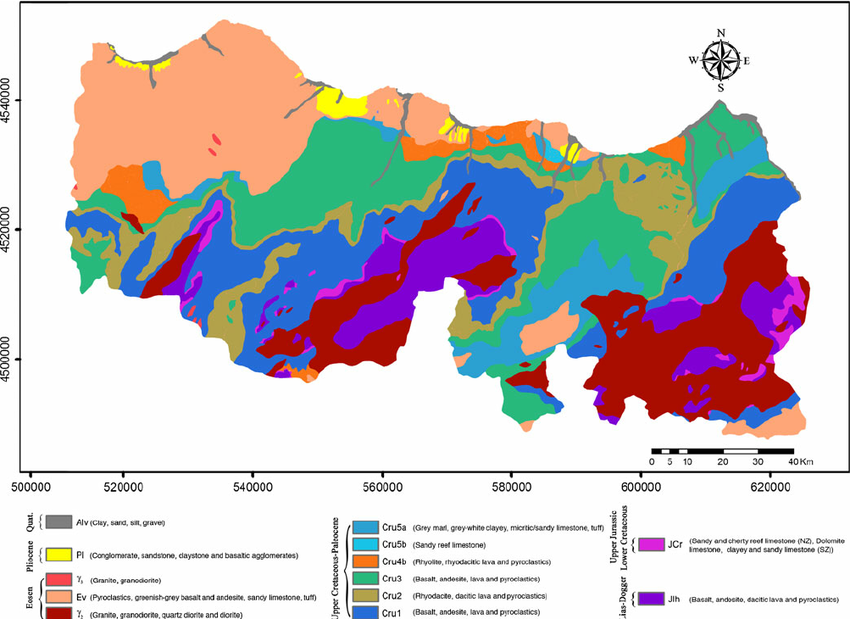 N
W E
S
4540000
4520000
4500000
0 5 10 20 30 40 Km
500000 520000 540000 560000 580000 600000 620000
Quat.
Alv (Clay, sand, silt, gravel)
Pliocene
Pl (Conglomerate, sandstone, claystone and basaltic agglomerates)
Eosen
γ₃ (Granite, granodiorite)
Ev (Pyroclastics, greenish-grey basalt and andesite, sandy limestone, tuff)
γ₂ (Granite, granodiorite, quartz diorite and diorite)
Upper Cretaceous-Paleocene
Cru5a (Grey marl, grey-white clayey, micritic/sandy limestone, tuff)
Cru5b (Sandy reef limestone)
Cru4b (Rhyolite, rhyodacitic lava and pyroclastics)
Cru3 (Basalt, andesite, lava and pyroclastics)
Cru2 (Rhyodacite, dacitic lava and pyroclastics)
Cru1 (Basalt, andesite, lava and pyroclastics)
Upper Jurassic
Lower Cretaceous
JCr (Sandy and cherty reef limestone (NZ), Dolomite
limestone, clayey and sandy limestone (SZ))
Lias-Dogger
Jlh (Basalt, andesite, dacitic lava and pyroclastics)